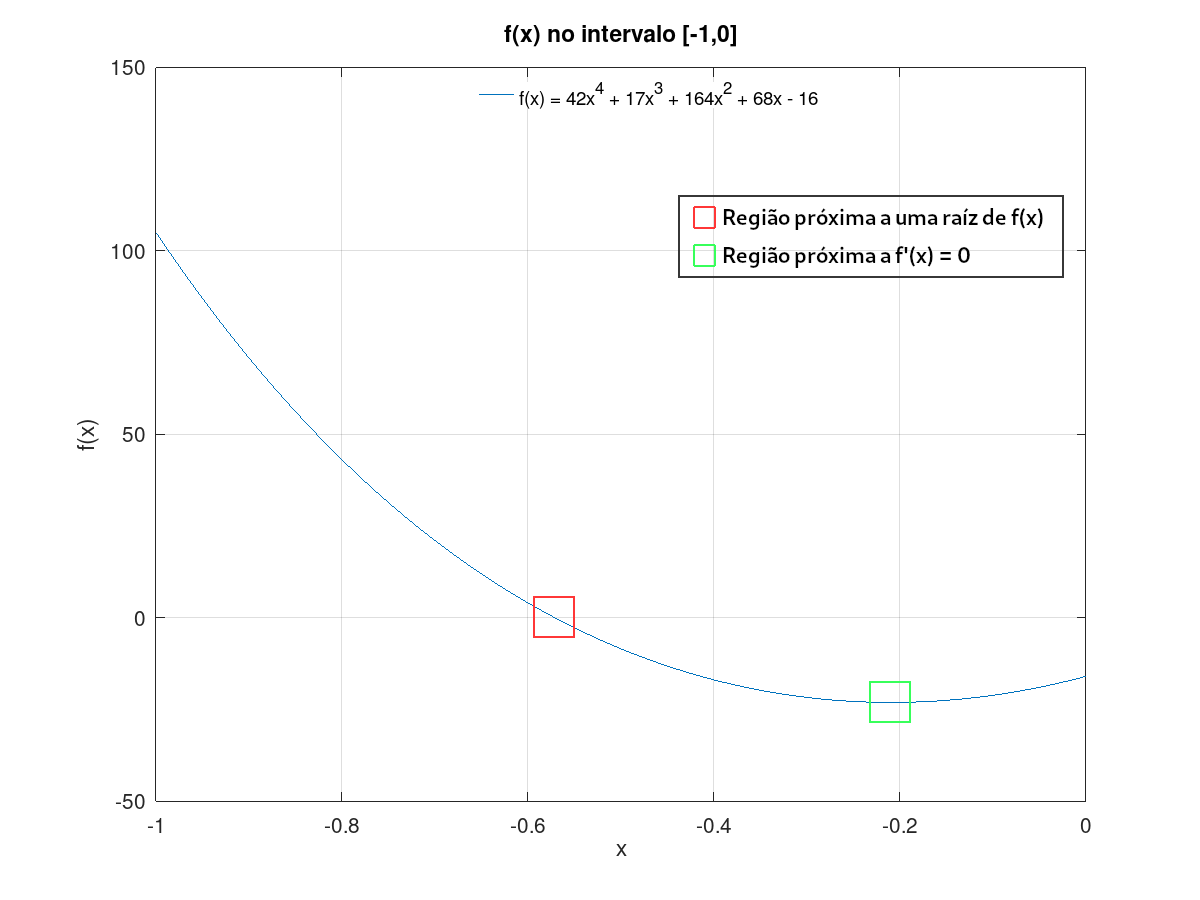 f(x) no intervalo [-1,0]
f(x) = 42x⁴ + 17x³ + 164x² + 68x - 16
Região próxima a uma raíz de f(x)
Região próxima a f'(x) = 0
150
100
50
0
-50
f(x)
-1 -0.8 -0.6 -0.4 -0.2 0
x